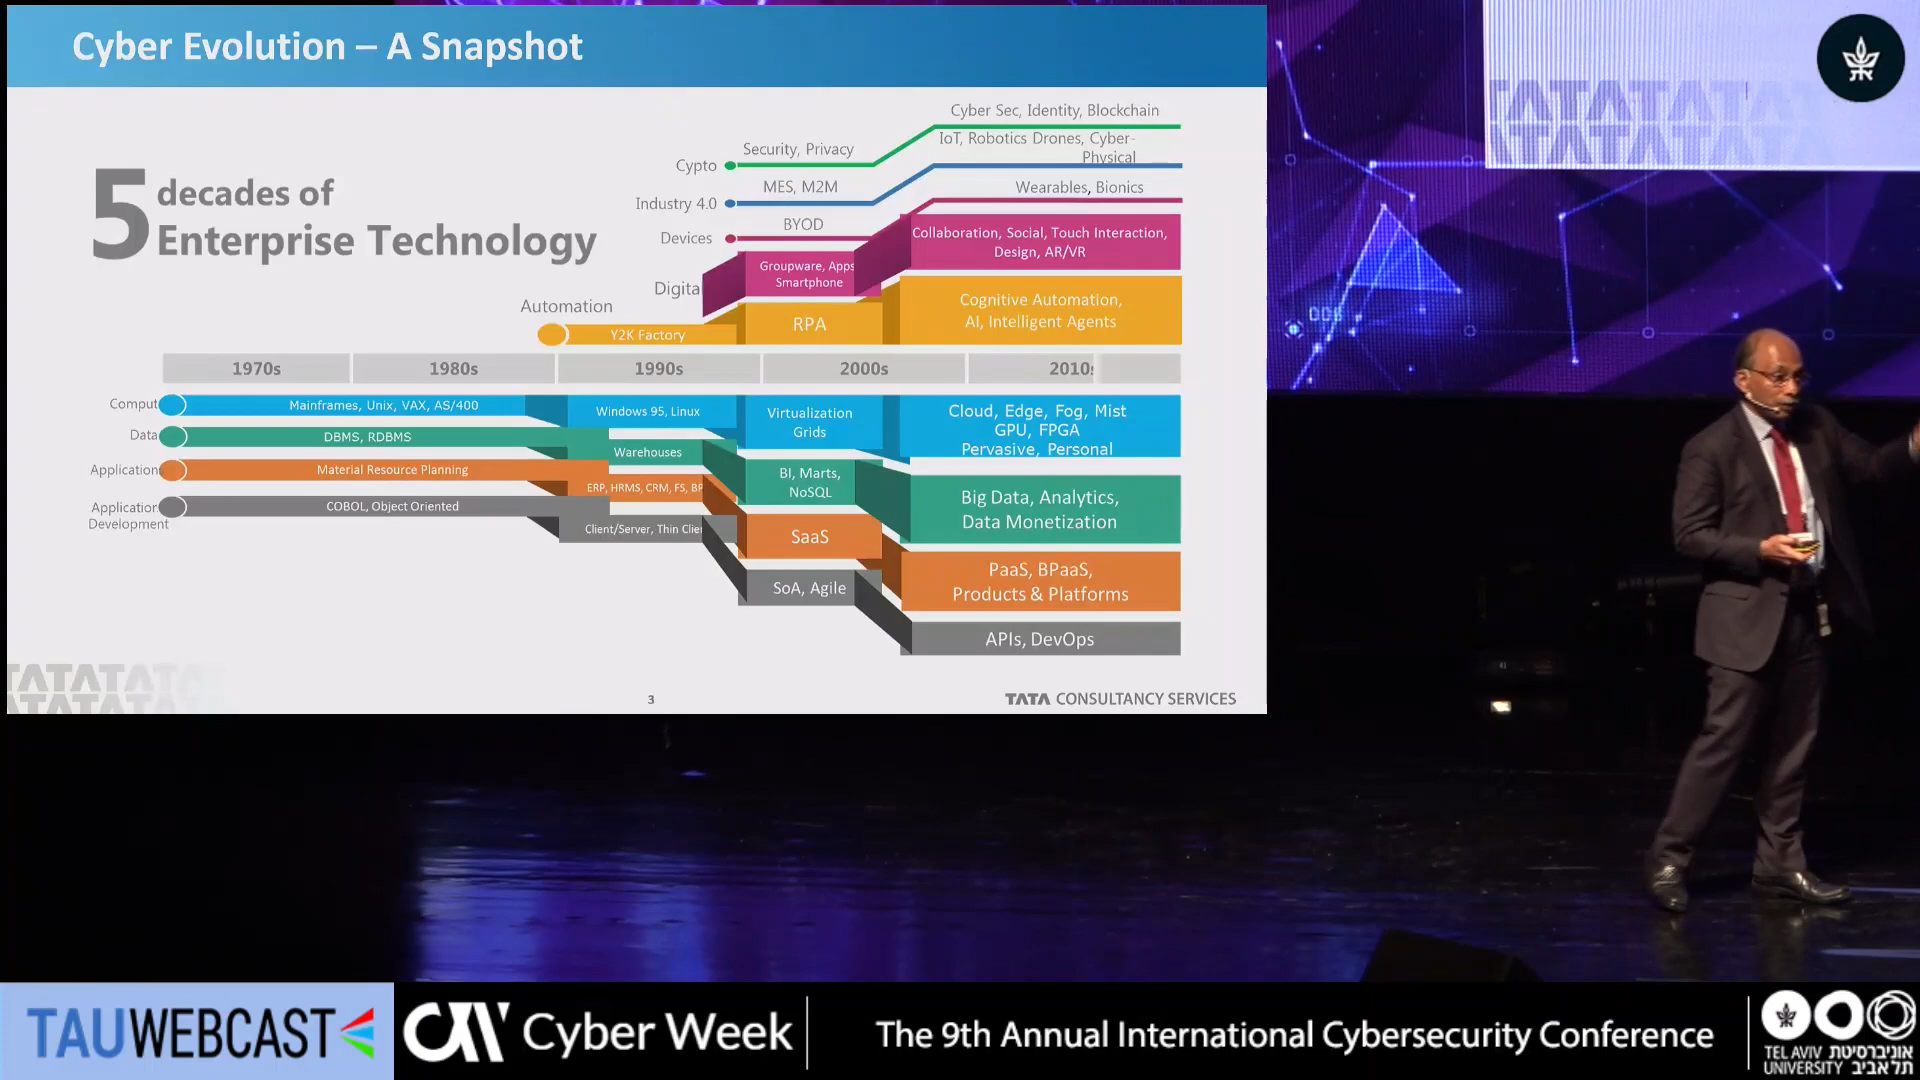 Cyber Evolution – A Snapshot
5 decades of
Enterprise Technology
Cyber Sec, Identity, Blockchain
Security, Privacy
Cypto
IoT, Robotics Drones, Cyber-
Physical
MES, M2M
Industry 4.0
Wearables, Bionics
BYOD
Devices
Collaboration, Social, Touch Interaction,
Design, AR/VR
Groupware, Apps
Smartphone
Digita
Automation
Y2K Factory
RPA
Cognitive Automation,
AI, Intelligent Agents
1970s 1980s 1990s 2000s 2010s
Comput
Mainframes, Unix, VAX, AS/400
Windows 95, Linux
Virtualization
Grids
Cloud, Edge, Fog, Mist
GPU, FPGA
Pervasive, Personal
Data
DBMS, RDBMS
Warehouses
BI, Marts,
NoSQL
Big Data, Analytics,
Data Monetization
Application
Material Resource Planning
ERP, HRMS, CRM, FS, BP
SaaS
PaaS, BPaaS,
Products & Platforms
Application
Development
COBOL, Object Oriented
Client/Server, Thin Clie
SoA, Agile
APIs, DevOps
TATATATA
3
TATA CONSULTANCY SERVICES
TAUWEBCAST
Cyber Week
The 9th Annual International Cybersecurity Conference
TEL AVIV אוניברסיטת
UNIVERSITY תל אביב